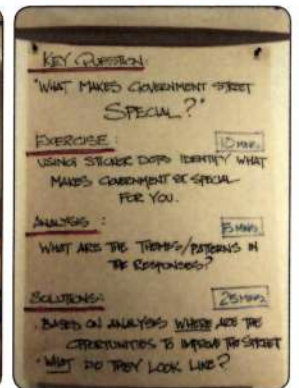 KEY QUESTION:
"WHAT MAKES GOVERNMENT STREET
SPECIAL?"
EXERCISE: 10 MINS.
USING STICKER DOTS IDENTIFY WHAT
MAKES GOVERNMENT ST SPECIAL
FOR YOU.
ANALYSIS: 15 MINS.
WHAT ARE THE THEMES/PATTERNS IN
THE RESPONSES?
SOLUTIONS: 25 MINS.
• BASED ON ANALYSIS WHERE ARE THE
OPPORTUNITIES TO IMPROVE THE STREET
• WHAT DO THEY LOOK LIKE?